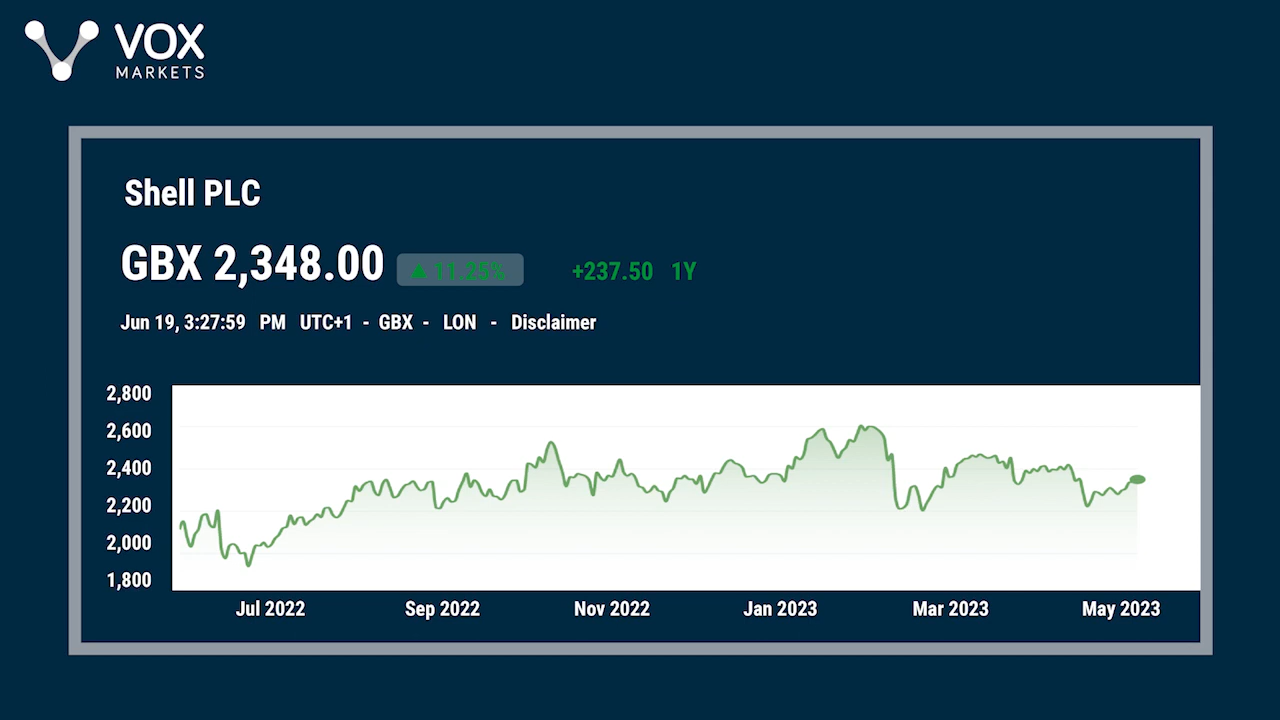 VOX
MARKETS
Shell PLC
GBX 2,348.00 ▲ 11.25% +237.50 1Y
Jun 19, 3:27:59 PM UTC+1 - GBX - LON - Disclaimer
2,800
2,600
2,400
2,200
2,000
1,800
Jul 2022 Sep 2022 Nov 2022 Jan 2023 Mar 2023 May 2023